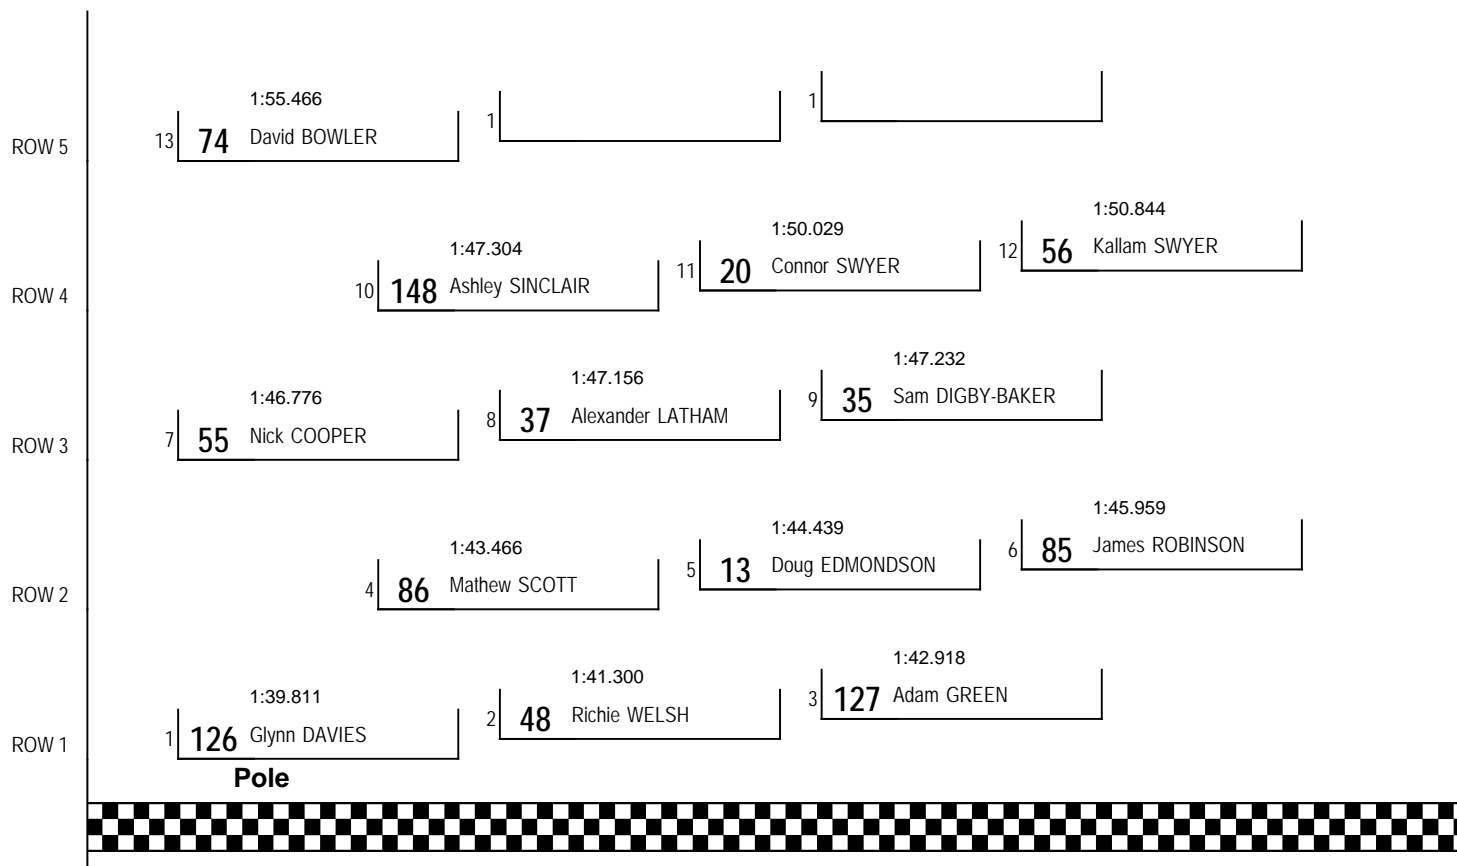 1:55.466
ROW 5 13 74 David BOWLER 1 1
1:47.304 1:50.029 1:50.844
ROW 4 10 148 Ashley SINCLAIR 11 20 Connor SWYER 12 56 Kallam SWYER
1:46.776 1:47.156 1:47.232
ROW 3 7 55 Nick COOPER 8 37 Alexander LATHAM 9 35 Sam DIGBY-BAKER
1:43.466 1:44.439 1:45.959
ROW 2 4 86 Mathew SCOTT 5 13 Doug EDMONDSON 6 85 James ROBINSON
1:39.811 1:41.300 1:42.918
ROW 1 1 126 Glynn DAVIES 2 48 Richie WELSH 3 127 Adam GREEN
Pole